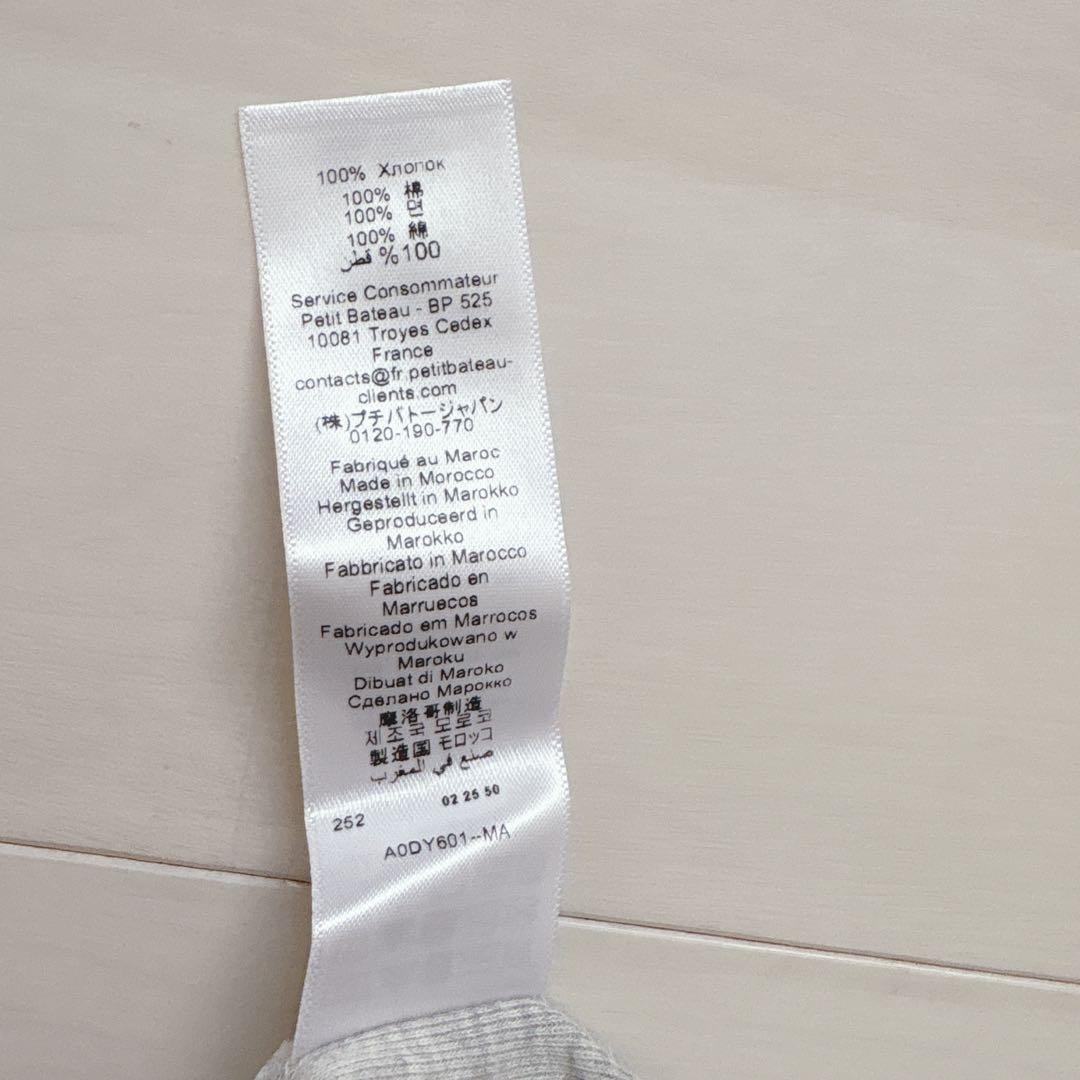 100% Хлопок
100% 棉
100% 면
100% 綿
100% قطن
Service Consommateur
Petit Bateau - BP 525
10081 Troyes Cedex
France
contacts@fr.petitbateau-
clients.com
(株)プチバトージャパン
0120-190-770
Fabriqué au Maroc
Made in Morocco
Hergestellt in Marokko
Geproduceerd in
Marokko
Fabbricato in Marocco
Fabricado en
Marruecos
Fabricado em Marrocos
Wyprodukowano w
Maroku
Dibuat di Maroko
Сделано Марокко
摩洛哥制造
제조국 모로코
製造国 モロッコ
صنع في المغرب
02 25 50
252
A0DY601--MA